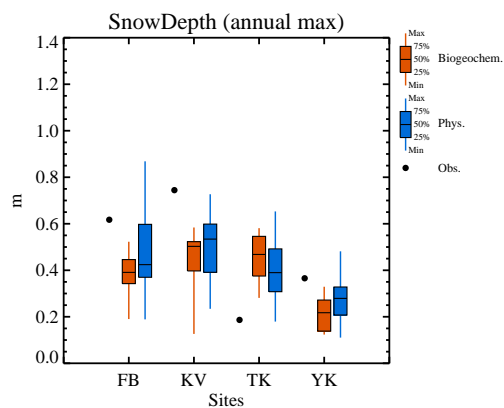 SnowDepth (annual max)
1.4
1.2
1.0
0.8
0.6
0.4
0.2
0.0
m
FB KV TK YK
Sites
Max
75%
50% Biogeochem.
25%
Min
Max
75%
50% Phys.
25%
Min
Obs.